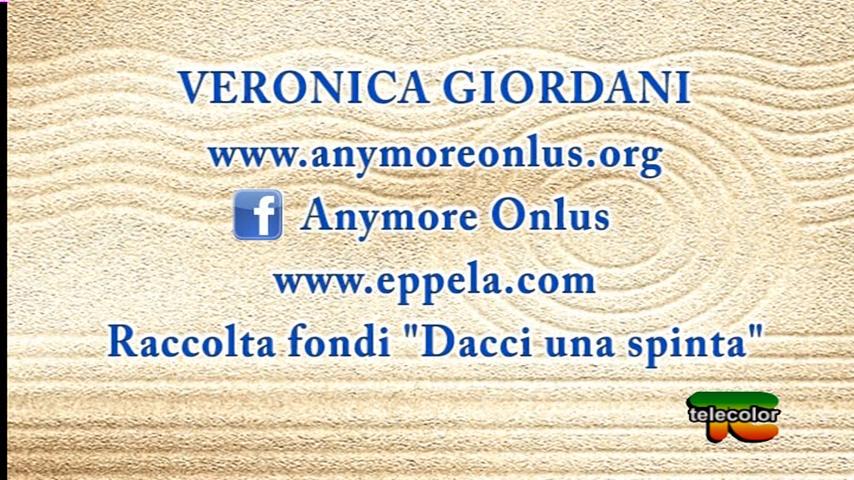 VERONICA GIORDANI
www.anymoreonlus.org
f Anymore Onlus
www.eppela.com
Raccolta fondi "Dacci una spinta"
telecolor